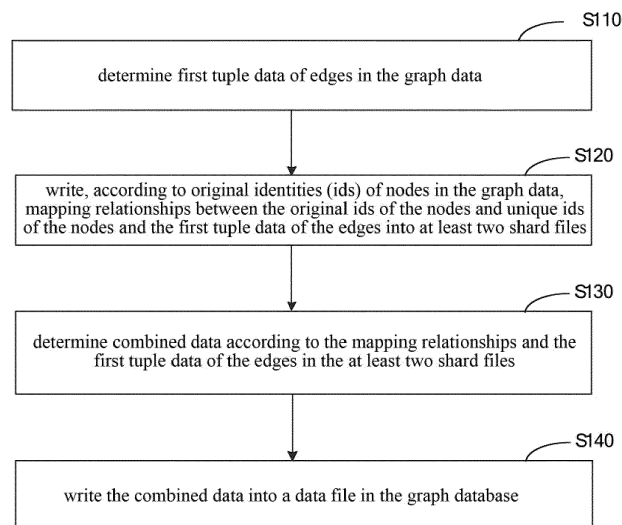 S110
determine first tuple data of edges in the graph data
S120
write, according to original identities (ids) of nodes in the graph data,
mapping relationships between the original ids of the nodes and unique ids
of the nodes and the first tuple data of the edges into at least two shard files
S130
determine combined data according to the mapping relationships and the
first tuple data of the edges in the at least two shard files
S140
write the combined data into a data file in the graph database